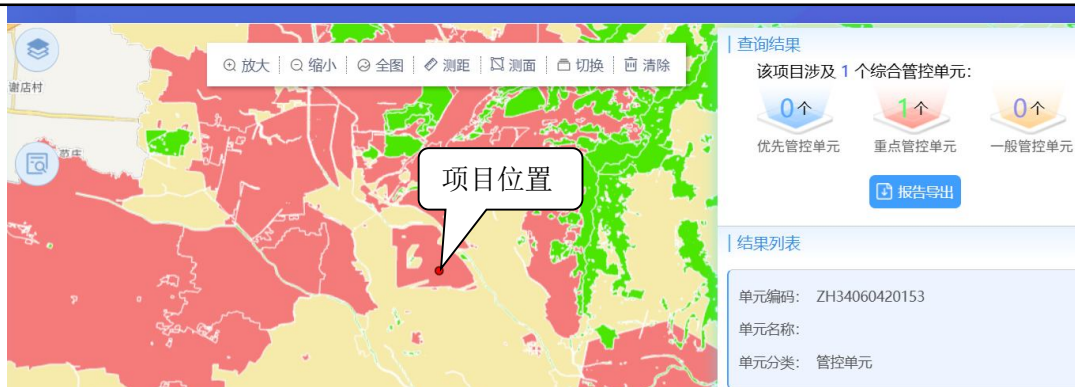 谢店村
范庄
放大 缩小 全图 测距 测面 切换 清除
项目位置
查询结果
该项目涉及 1 个综合管控单元：
0个 1个 0个
优先管控单元 重点管控单元 一般管控单元
报告导出
结果列表
单元编码： ZH34060420153
单元名称：
单元分类： 管控单元